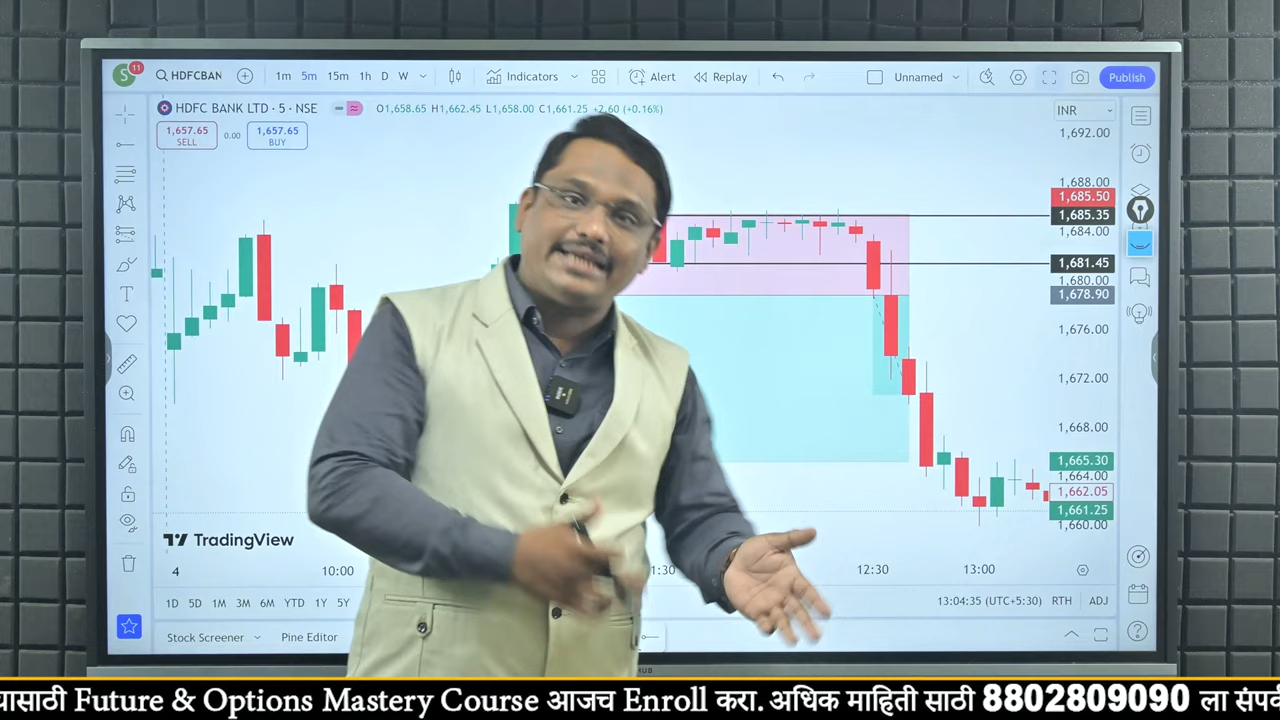 S 11 HDFCBAN 1m 5m 15m 1h D W Indicators Alert Replay Unnamed Publish
HDFC BANK LTD · 5 · NSE O1,658.65 H1,662.45 L1,658.00 C1,661.25 +2.60 (+0.16%) INR
1,657.65 SELL 0.00 1,657.65 BUY
1,692.00
1,688.00
1,685.50
1,685.35
1,684.00
1,681.45
1,680.00
1,678.90
1,676.00
1,672.00
1,668.00
1,665.30
1,664.00
1,662.05
1,661.25
1,660.00
TradingView
4 10:00 1:30 12:30 13:00
1D 5D 1M 3M 6M YTD 1Y 5Y 13:04:35 (UTC+5:30) RTH ADJ
Stock Screener Pine Editor
HUB
यासाठी Future & Options Mastery Course आजच Enroll करा. अधिक माहिती साठी 8802809090 ला संपर्क